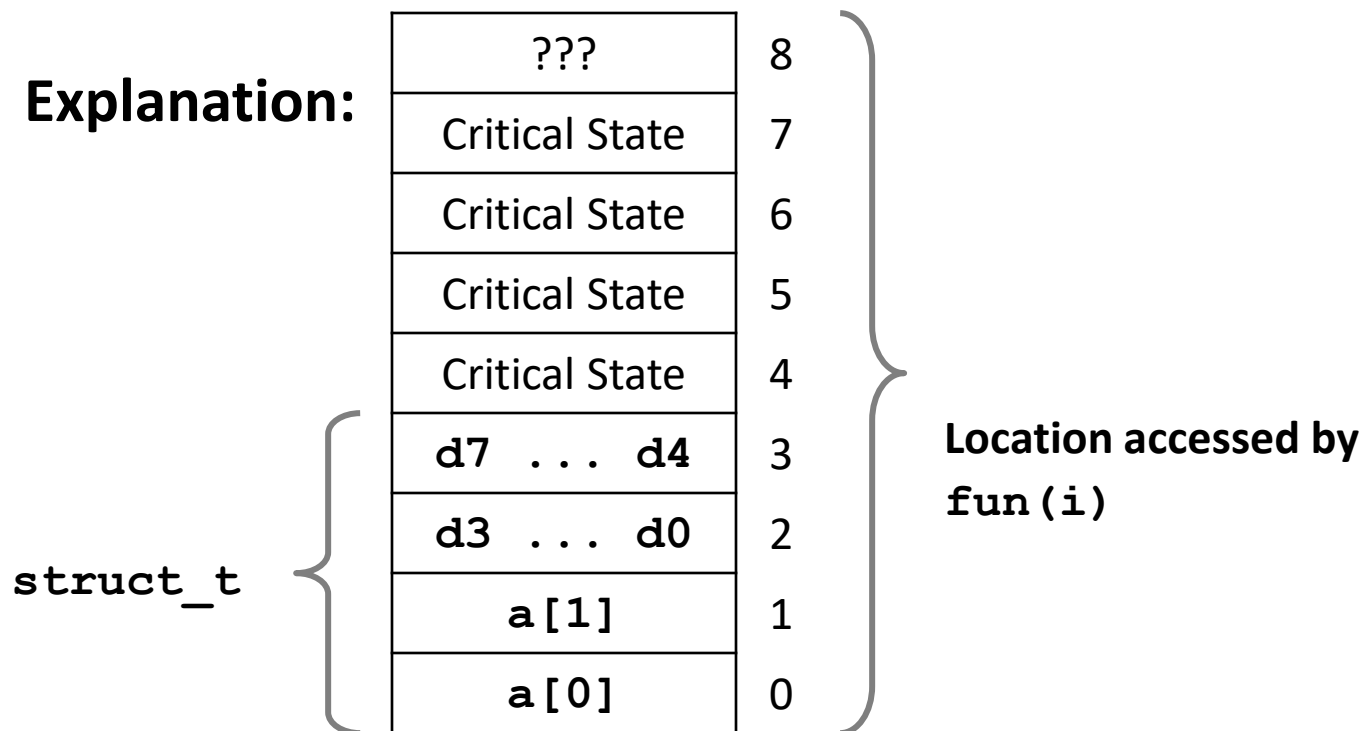 Explanation:
??? 8
Critical State 7
Critical State 6
Critical State 5
Critical State 4
d7 ... d4 3
d3 ... d0 2
a[1] 1
a[0] 0
struct_t
Location accessed by
fun(i)